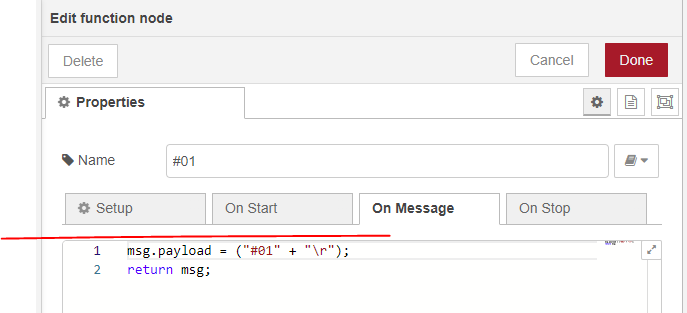 Edit function node
Delete
Cancel
Done
Properties
Name
#01
Setup
On Start
On Message
On Stop
1 msg.payload = ("#01" + "\r");
2 return msg;